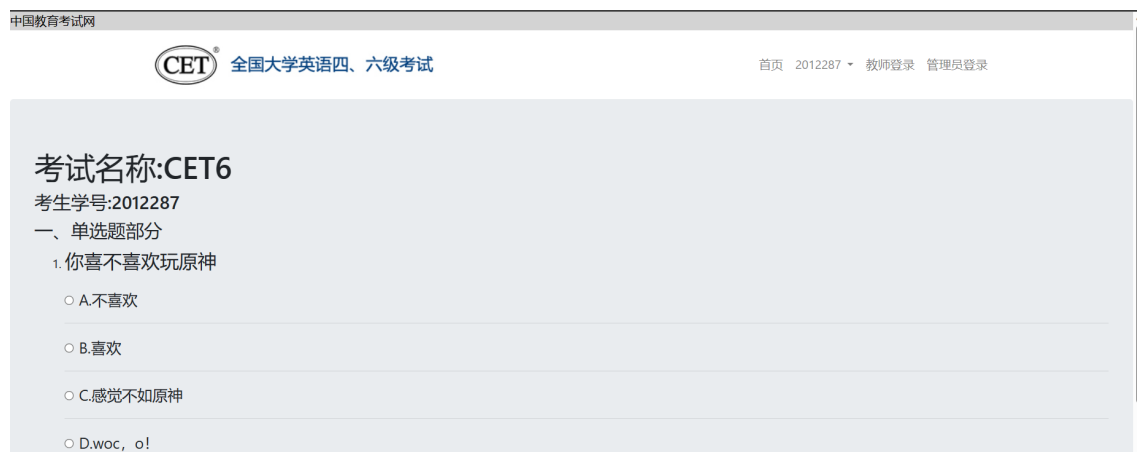 中国教育考试网
CET® 全国大学英语四、六级考试 首页 2012287 教师登录 管理员登录
考试名称:CET6
考生学号:2012287
一、单选题部分
1. 你喜不喜欢玩原神
A.不喜欢
B.喜欢
C.感觉不如原神
D.woc，o!